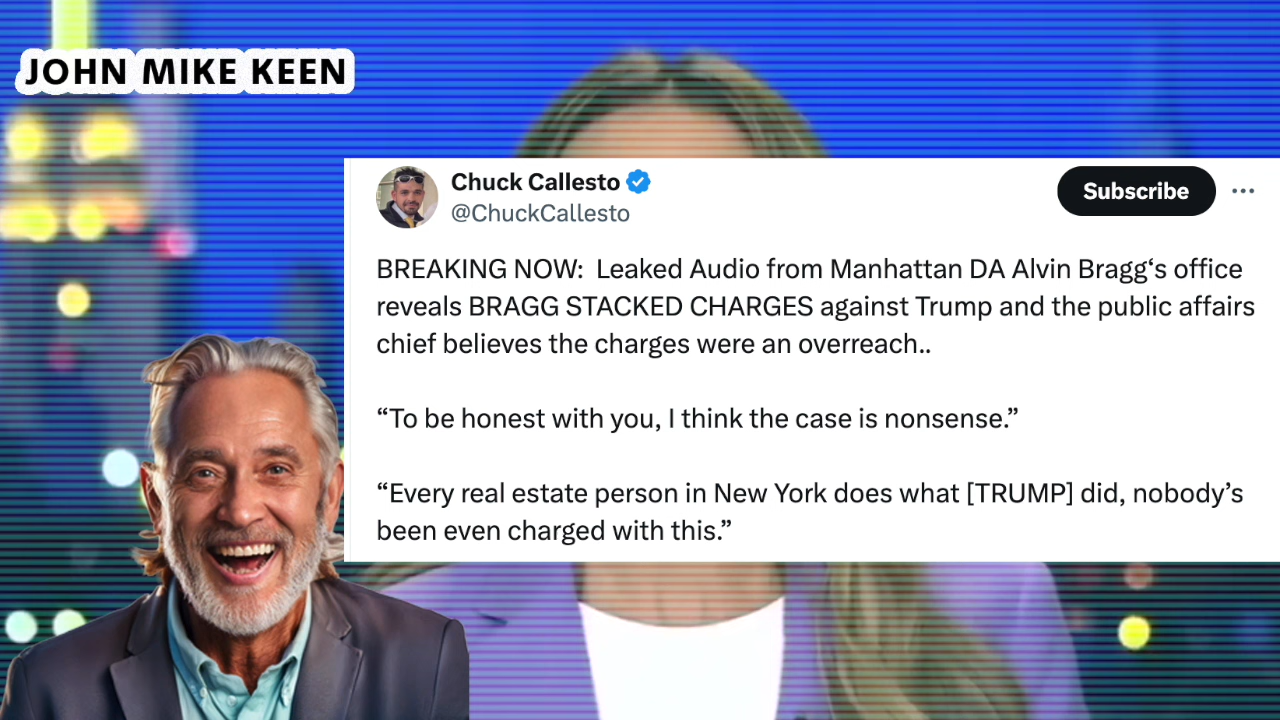 JOHN MIKE KEEN
Chuck Callesto
@ChuckCallesto
Subscribe
BREAKING NOW:  Leaked Audio from Manhattan DA Alvin Bragg‘s office
reveals BRAGG STACKED CHARGES against Trump and the public affairs
chief believes the charges were an overreach..
“To be honest with you, I think the case is nonsense.”
“Every real estate person in New York does what [TRUMP] did, nobody’s
been even charged with this.”